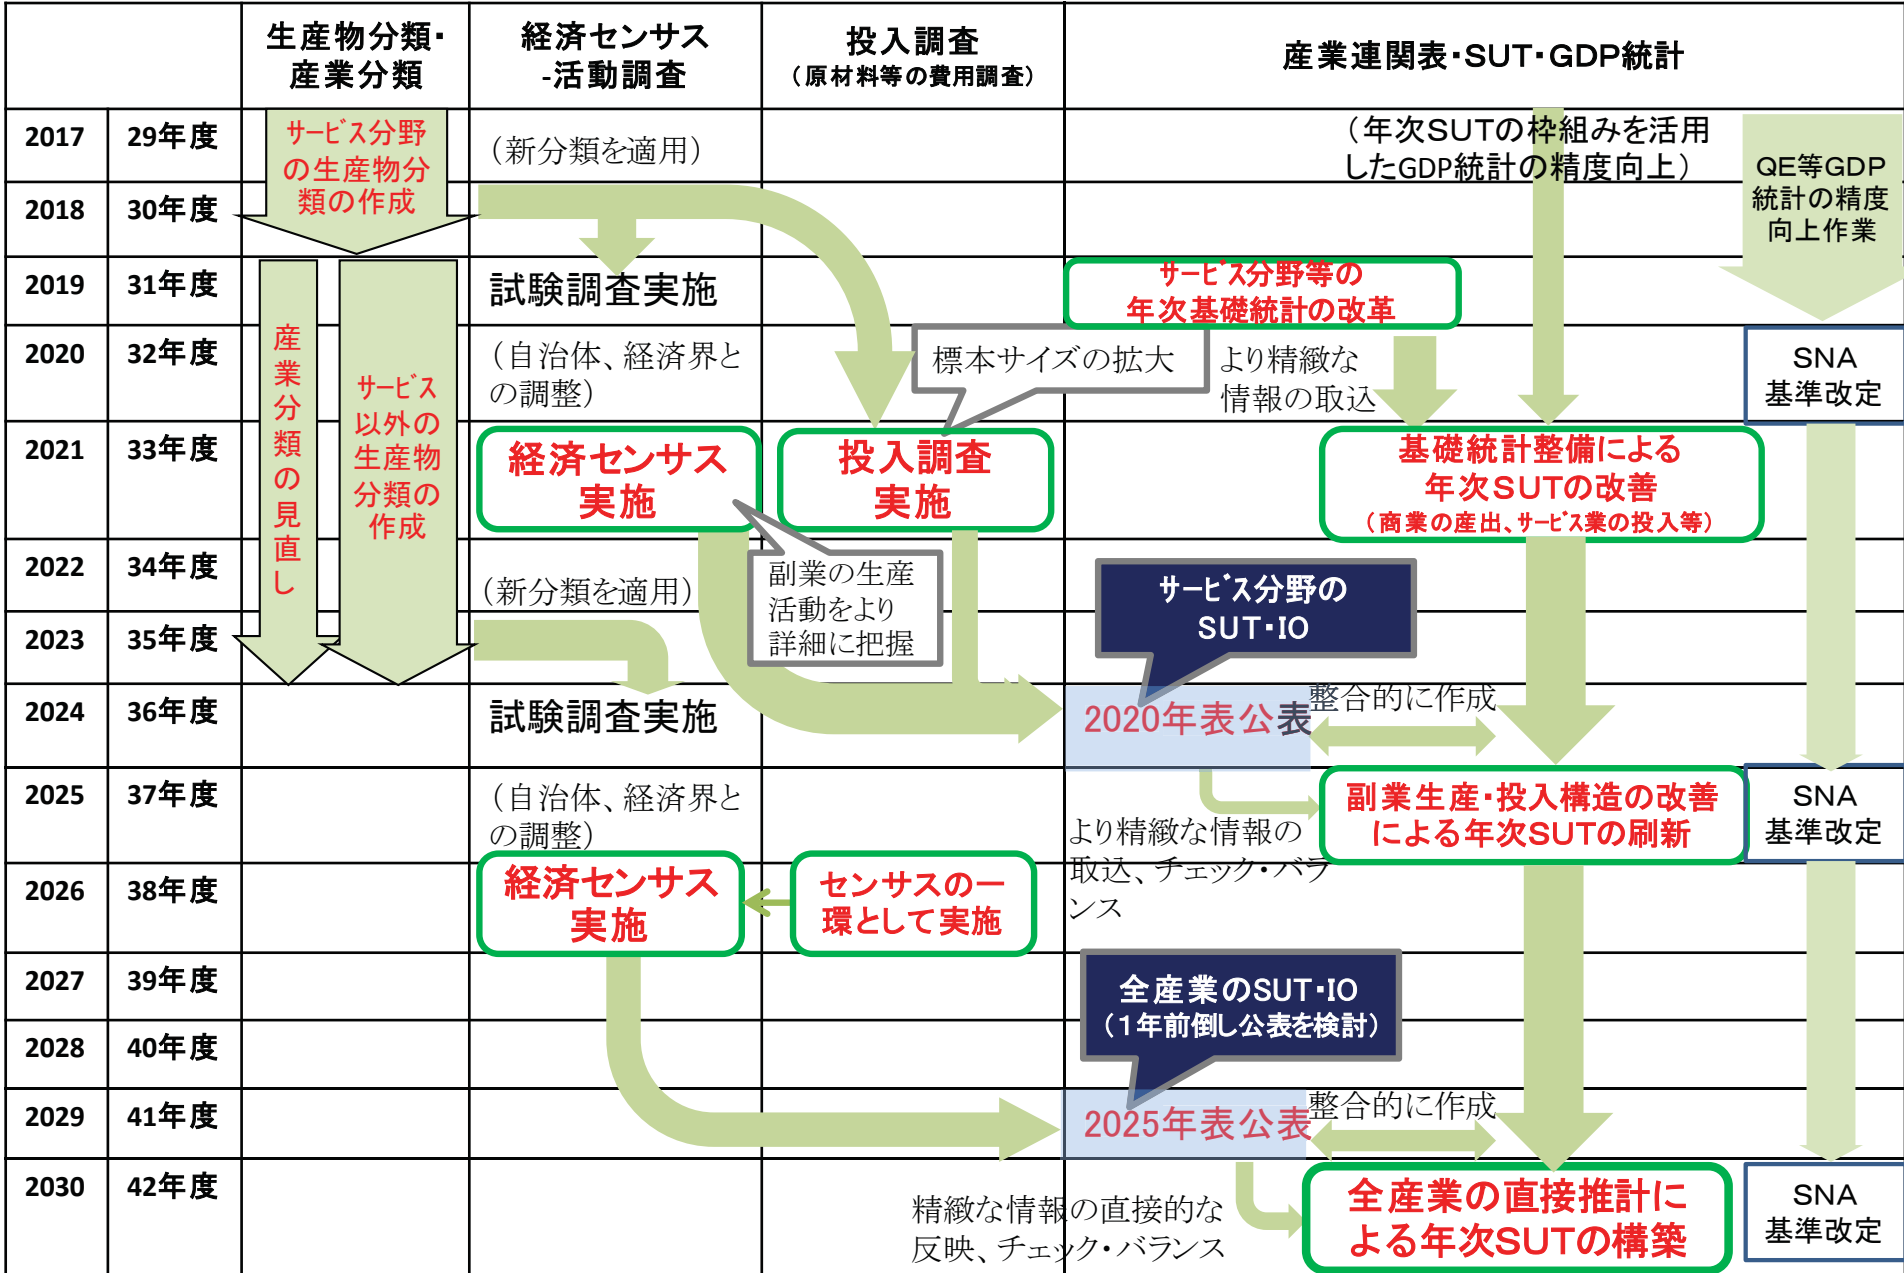 生産物分類・
産業分類
経済センサス
-活動調査
投入調査
（原材料等の費用調査）
産業連関表・SUT・GDP統計
2017
29年度
サービス分野
の生産物分
類の作成
（新分類を適用）
（年次SUTの枠組みを活用
したGDP統計の精度向上）
QE等GDP
統計の精度
向上作業
2018
30年度
2019
31年度
試験調査実施
サービス分野等の
年次基礎統計の改革
産業分類の見直し
サービス
以外の
生産物
分類の
作成
2020
32年度
（自治体、経済界と
の調整）
標本サイズの拡大
より精緻な
情報の取込
SNA
基準改定
2021
33年度
経済センサス
実施
投入調査
実施
基礎統計整備による
年次SUTの改善
（商業の産出、サービス業の投入等）
2022
34年度
（新分類を適用）
副業の生産
活動をより
詳細に把握
サービス分野の
SUT・IO
2023
35年度
2024
36年度
試験調査実施
2020年表公表
整合的に作成
2025
37年度
（自治体、経済界と
の調整）
より精緻な情報の
取込、チェック・バラ
ンス
副業生産・投入構造の改善
による年次SUTの刷新
SNA
基準改定
2026
38年度
経済センサス
実施
センサスの一
環として実施
2027
39年度
全産業のSUT・IO
（１年前倒し公表を検討）
2028
40年度
2029
41年度
2025年表公表
整合的に作成
2030
42年度
精緻な情報の直接的な
反映、チェック・バランス
全産業の直接推計に
よる年次SUTの構築
SNA
基準改定